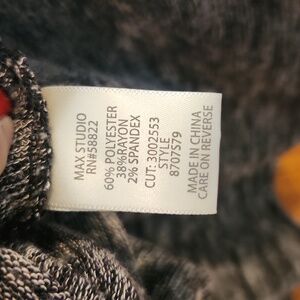 MAX STUDIO
RN#58822
60% POLYESTER
38%RAYON
2% SPANDEX
CUT: 3002553
STYLE
8707579
MADE IN CHINA
CARE ON REVERSE